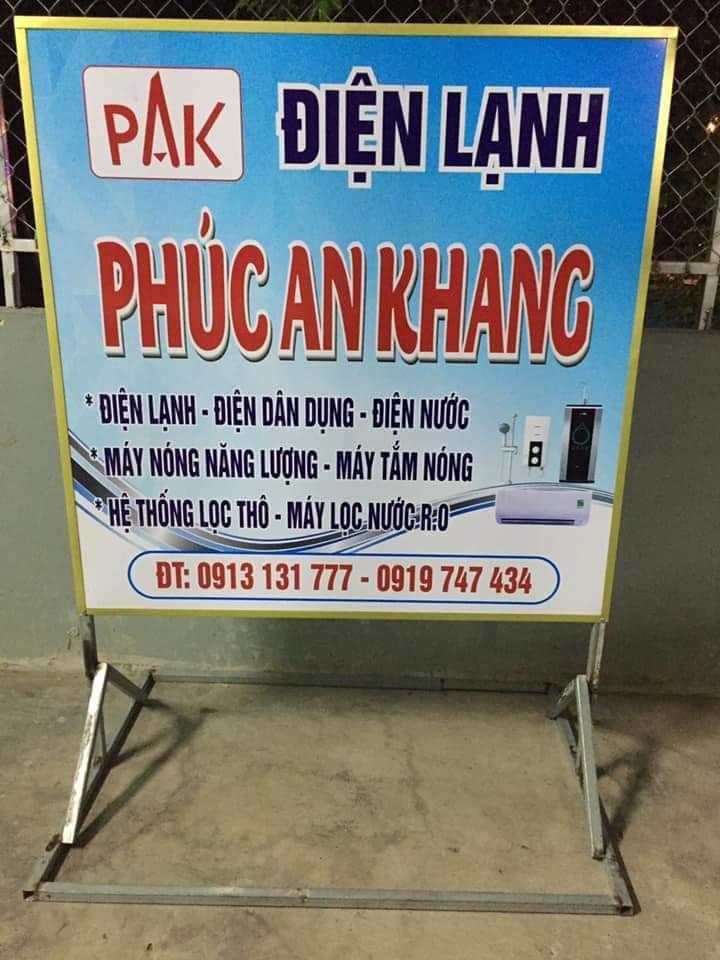 PAK
ĐIỆN LẠNH
PHÚC AN KHANG
* ĐIỆN LẠNH - ĐIỆN DÂN DỤNG - ĐIỆN NƯỚC
* MÁY NÓNG NĂNG LƯỢNG - MÁY TẮM NÓNG
* HỆ THỐNG LỌC THÔ - MÁY LỌC NƯỚC R.O
ĐT: 0913 131 777 - 0919 747 434